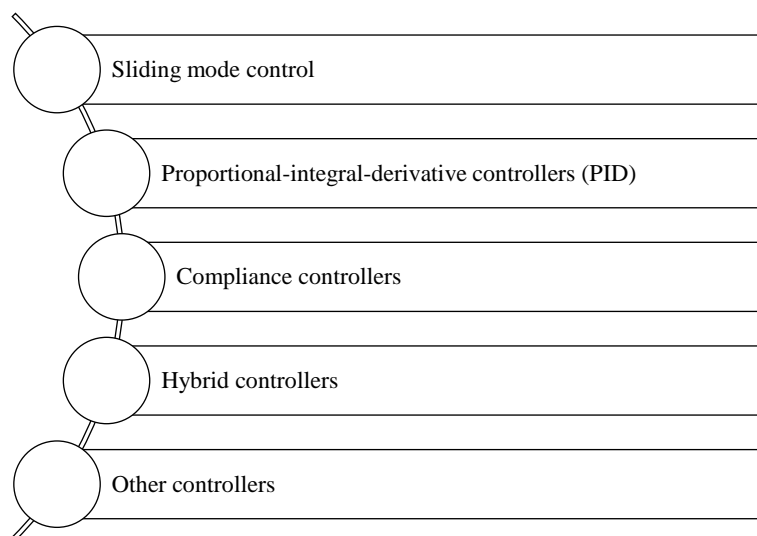 Sliding mode control
Proportional-integral-derivative controllers (PID)
Compliance controllers
Hybrid controllers
Other controllers